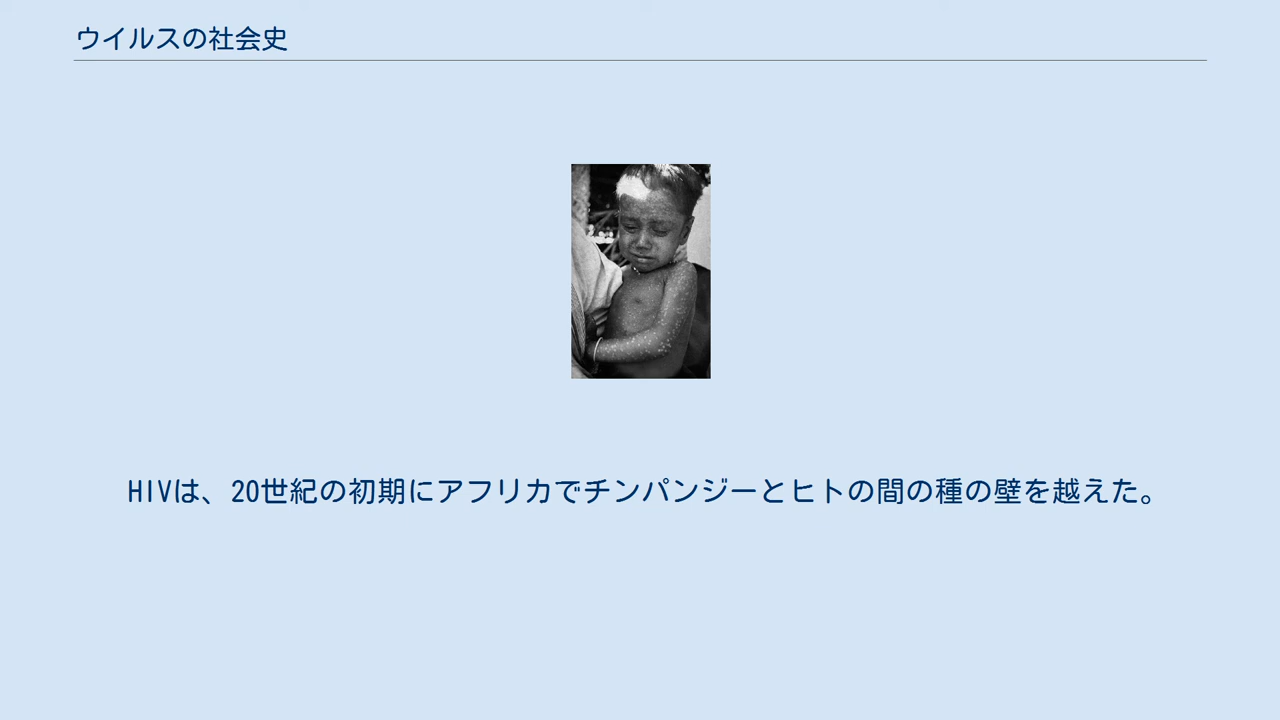 ウイルスの社会史
HIVは、20世紀の初期にアフリカでチンパンジーとヒトの間の種の壁を越えた。